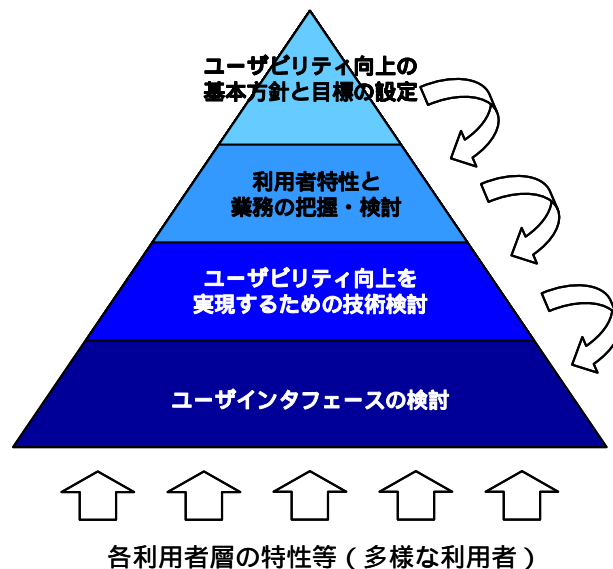 ユーザビリティ向上の
基本方針と目標の設定
利用者特性と
業務の把握・検討
ユーザビリティ向上を
実現するための技術検討
ユーザインタフェースの検討
各利用者層の特性等（多様な利用者）